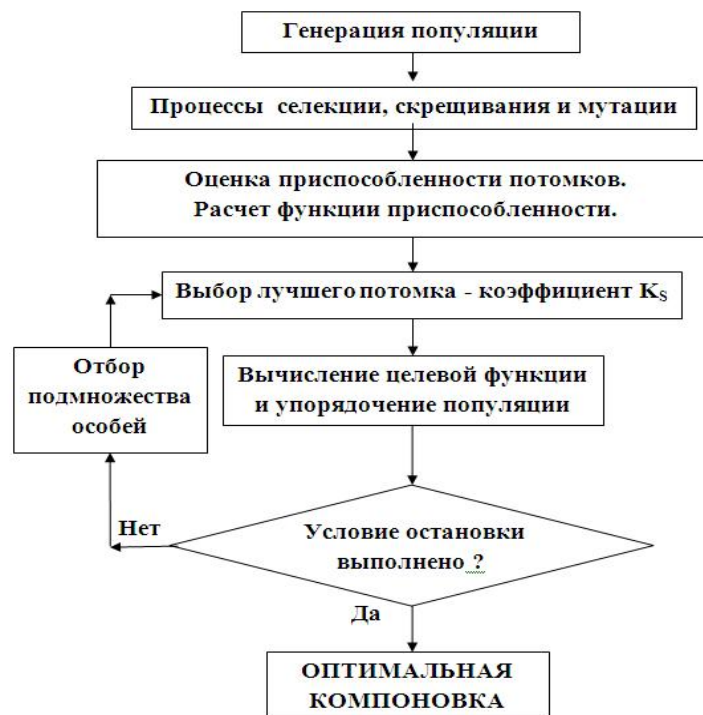 Генерация популяции
Процессы селекции, скрещивания и мутации
Оценка приспособленности потомков.
Расчет функции приспособленности.
Выбор лучшего потомка - коэффициент KS
Отбор
подмножества
особей
Вычисление целевой функции
и упорядочение популяции
Нет
Условие остановки
выполнено ?
Да
ОПТИМАЛЬНАЯ
КОМПОНОВКА